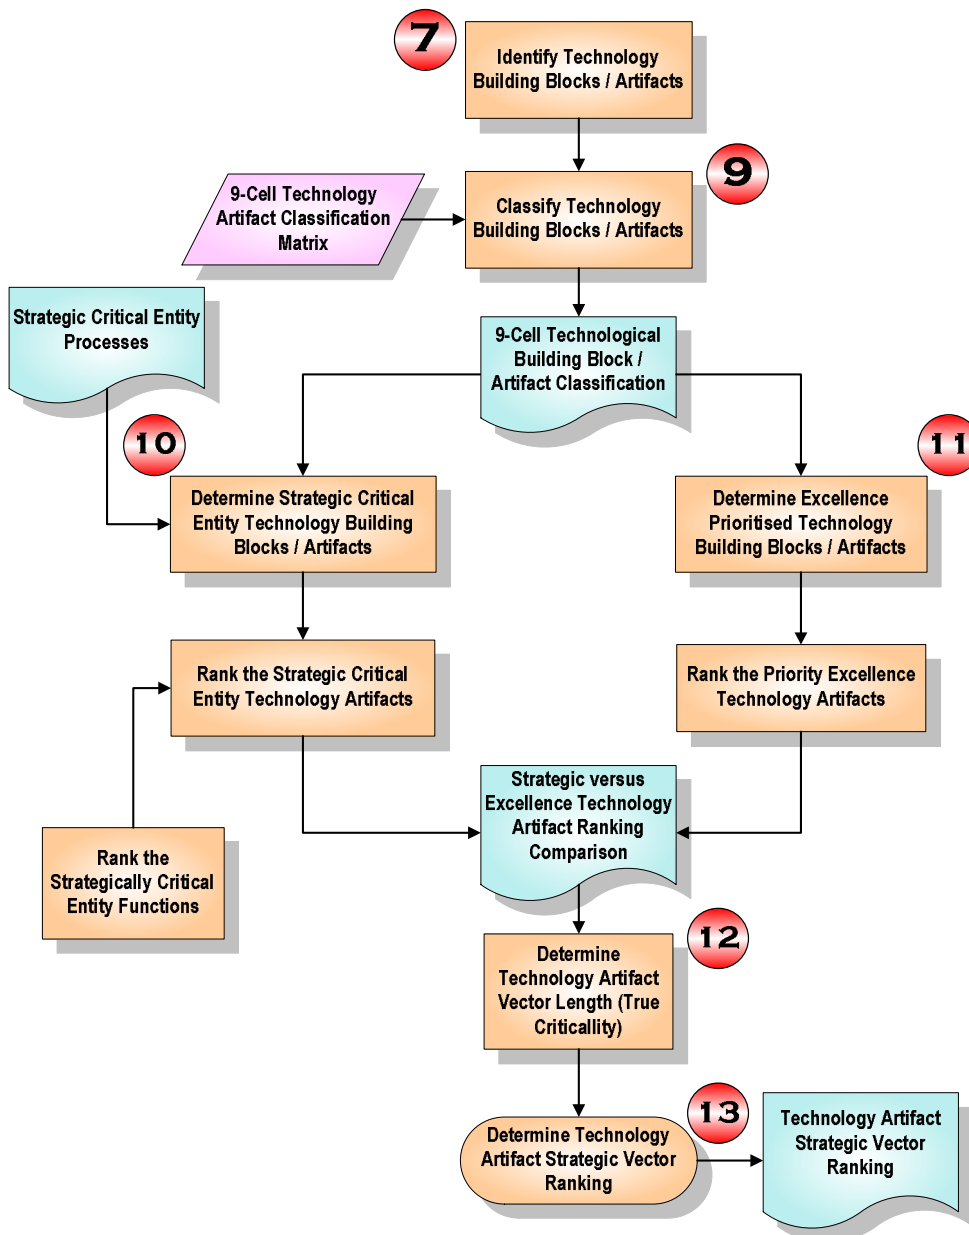 7
Identify Technology
Building Blocks / Artifacts
9
9-Cell Technology
Artifact Classification
Matrix
Classify Technology
Building Blocks / Artifacts
Strategic Critical Entity
Processes
9-Cell Technological
Building Block /
Artifact Classification
10
11
Determine Strategic Critical
Entity Technology Building
Blocks / Artifacts
Determine Excellence
Prioritised Technology
Building Blocks / Artifacts
Rank the Strategic Critical
Entity Technology Artifacts
Rank the Priority Excellence
Technology Artifacts
Strategic versus
Excellence Technology
Artifact Ranking
Comparison
Rank the
Strategically Critical
Entity Functions
12
Determine
Technology Artifact
Vector Length (True
Criticallity)
13
Determine Technology
Artifact Strategic Vector
Ranking
Technology Artifact
Strategic Vector
Ranking